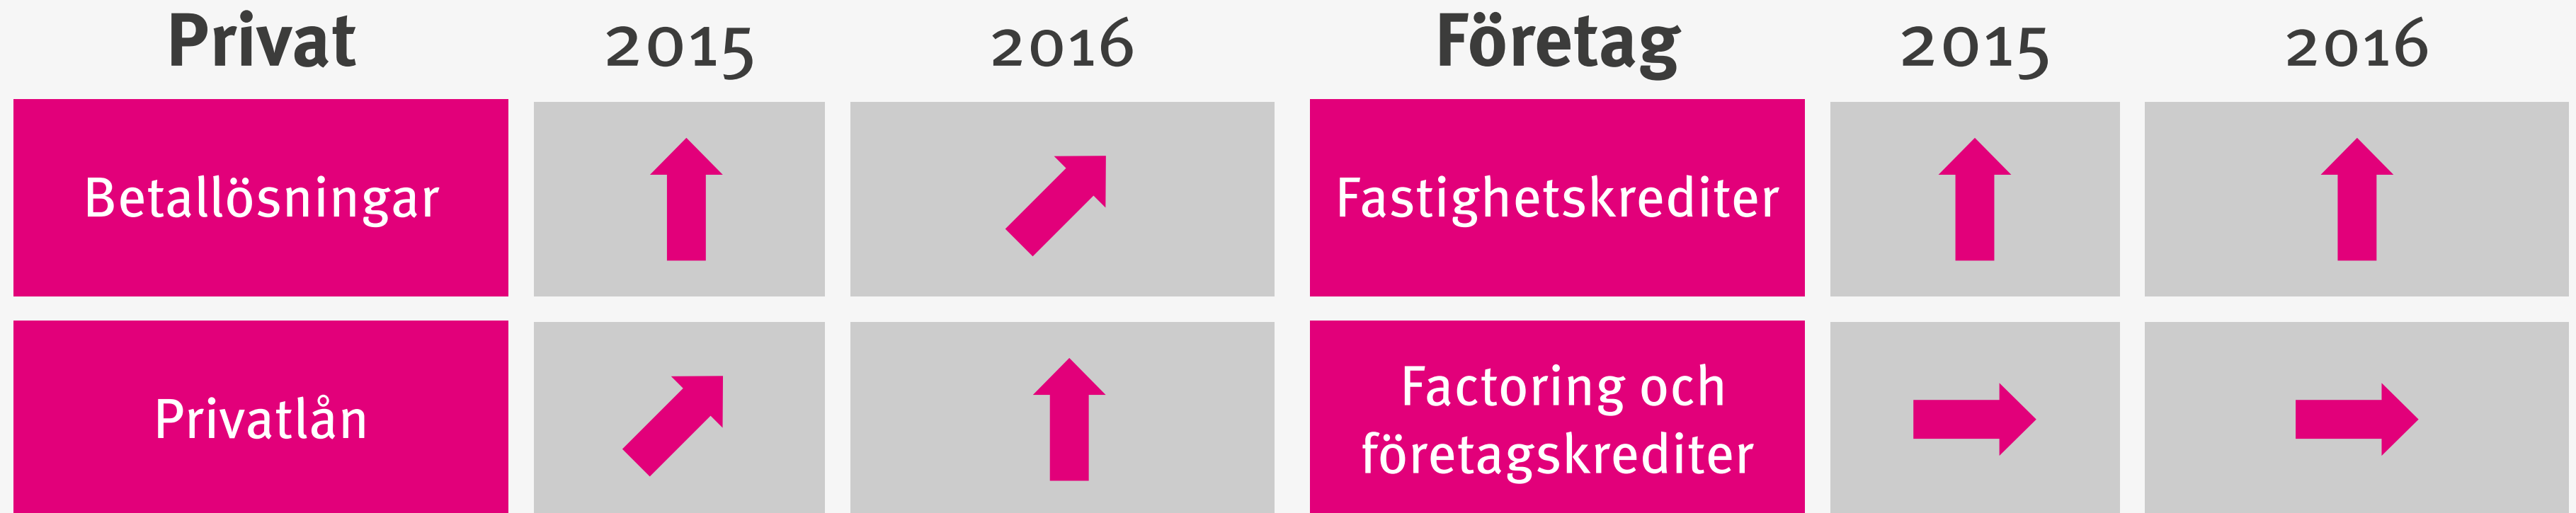 Privat 2015 2016 Företag 2015 2016
Betallösningar Fastighetskrediter
Privatlån Factoring och
företagskrediter